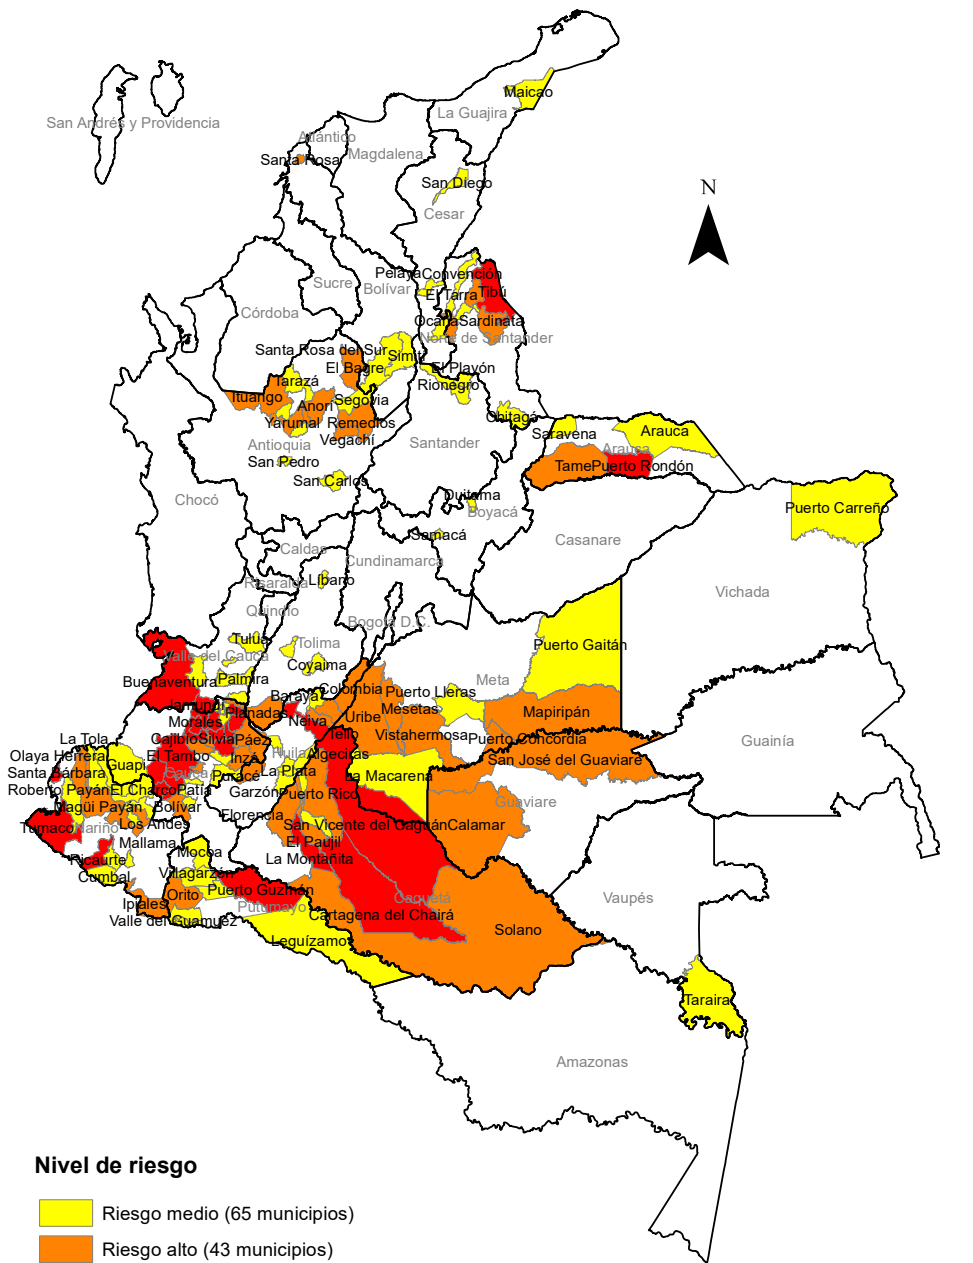 Maicao
La Guajira
San Andrés y Providencia
Atlántico
Magdalena
Santa Rosa
San Diego
Cesar
N
Pelaya
Convención
Sucre
Bolívar
El Tarra
Tibú
Córdoba
Ocaña
Sardinata
Norte de Santander
Santa Rosa del Sur
Simití
El Bagre
El Playón
Tarazá
Rionegro
Ituango
Segovia
Anorí
Yarumal
Remedios
Chitagá
Vegachí
Saravena
Arauca
Antioquia
Santander
Arauca
San Pedro
Tame
Puerto Rondón
San Carlos
Chocó
Duitama
Boyacá
Puerto Carreño
Samacá
Casanare
Caldas
Cundinamarca
Risaralda
Líbano
Vichada
Quindío
Bogotá D.C.
Tuluá
Tolima
Puerto Gaitán
Valle del Cauca
Coyaima
Buenaventura
Palmira
Meta
Colombia
Puerto Lleras
Baraya
Jamundí
Planadas
Neiva
Uribe
Mesetas
Mapiripán
Morales
Tello
Vistahermosa
Puerto Concordia
La Tola
Cajibío
Silvia
Páez
Guainía
Olaya Herrera
El Tambo
Inzá
Huila
Algeciras
San José del Guaviare
Guapi
Santa Bárbara
Cauca
Puracé
La Plata
La Macarena
Roberto Payán
El Charco
Patía
Garzón
Puerto Rico
Guaviare
Magüí Payán
Bolívar
Florencia
Tumaco
Nariño
Los Andes
San Vicente del Caguán
Calamar
Mallama
El Paujil
Ricaurte
Mocoa
La Montañita
Cumbal
Villagarzón
Puerto Guzmán
Orito
Caquetá
Vaupés
Ipiales
Putumayo
Cartagena del Chairá
Valle del Guamuez
Solano
Leguízamo
Taraira
Amazonas
Nivel de riesgo
Riesgo medio (65 municipios)
Riesgo alto (43 municipios)